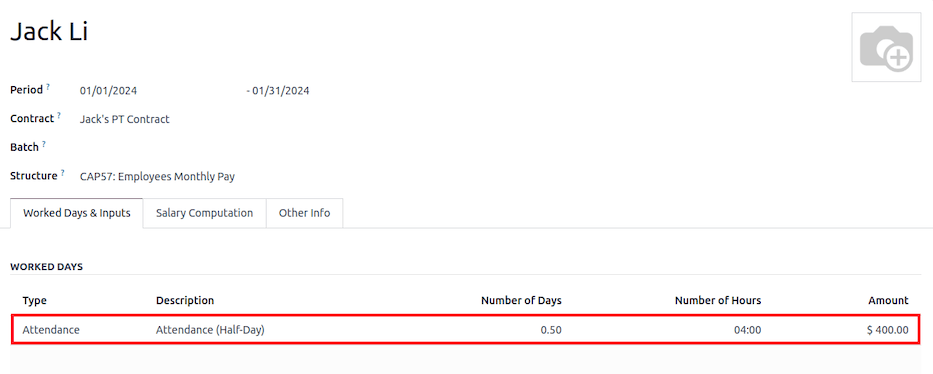 Jack Li
Period ? 01/01/2024 - 01/31/2024
Contract ? Jack's PT Contract
Batch ?
Structure ? CAP57: Employees Monthly Pay
Worked Days & Inputs Salary Computation Other Info
WORKED DAYS
Type Description Number of Days Number of Hours Amount
Attendance Attendance (Half-Day) 0.50 04:00 $ 400.00